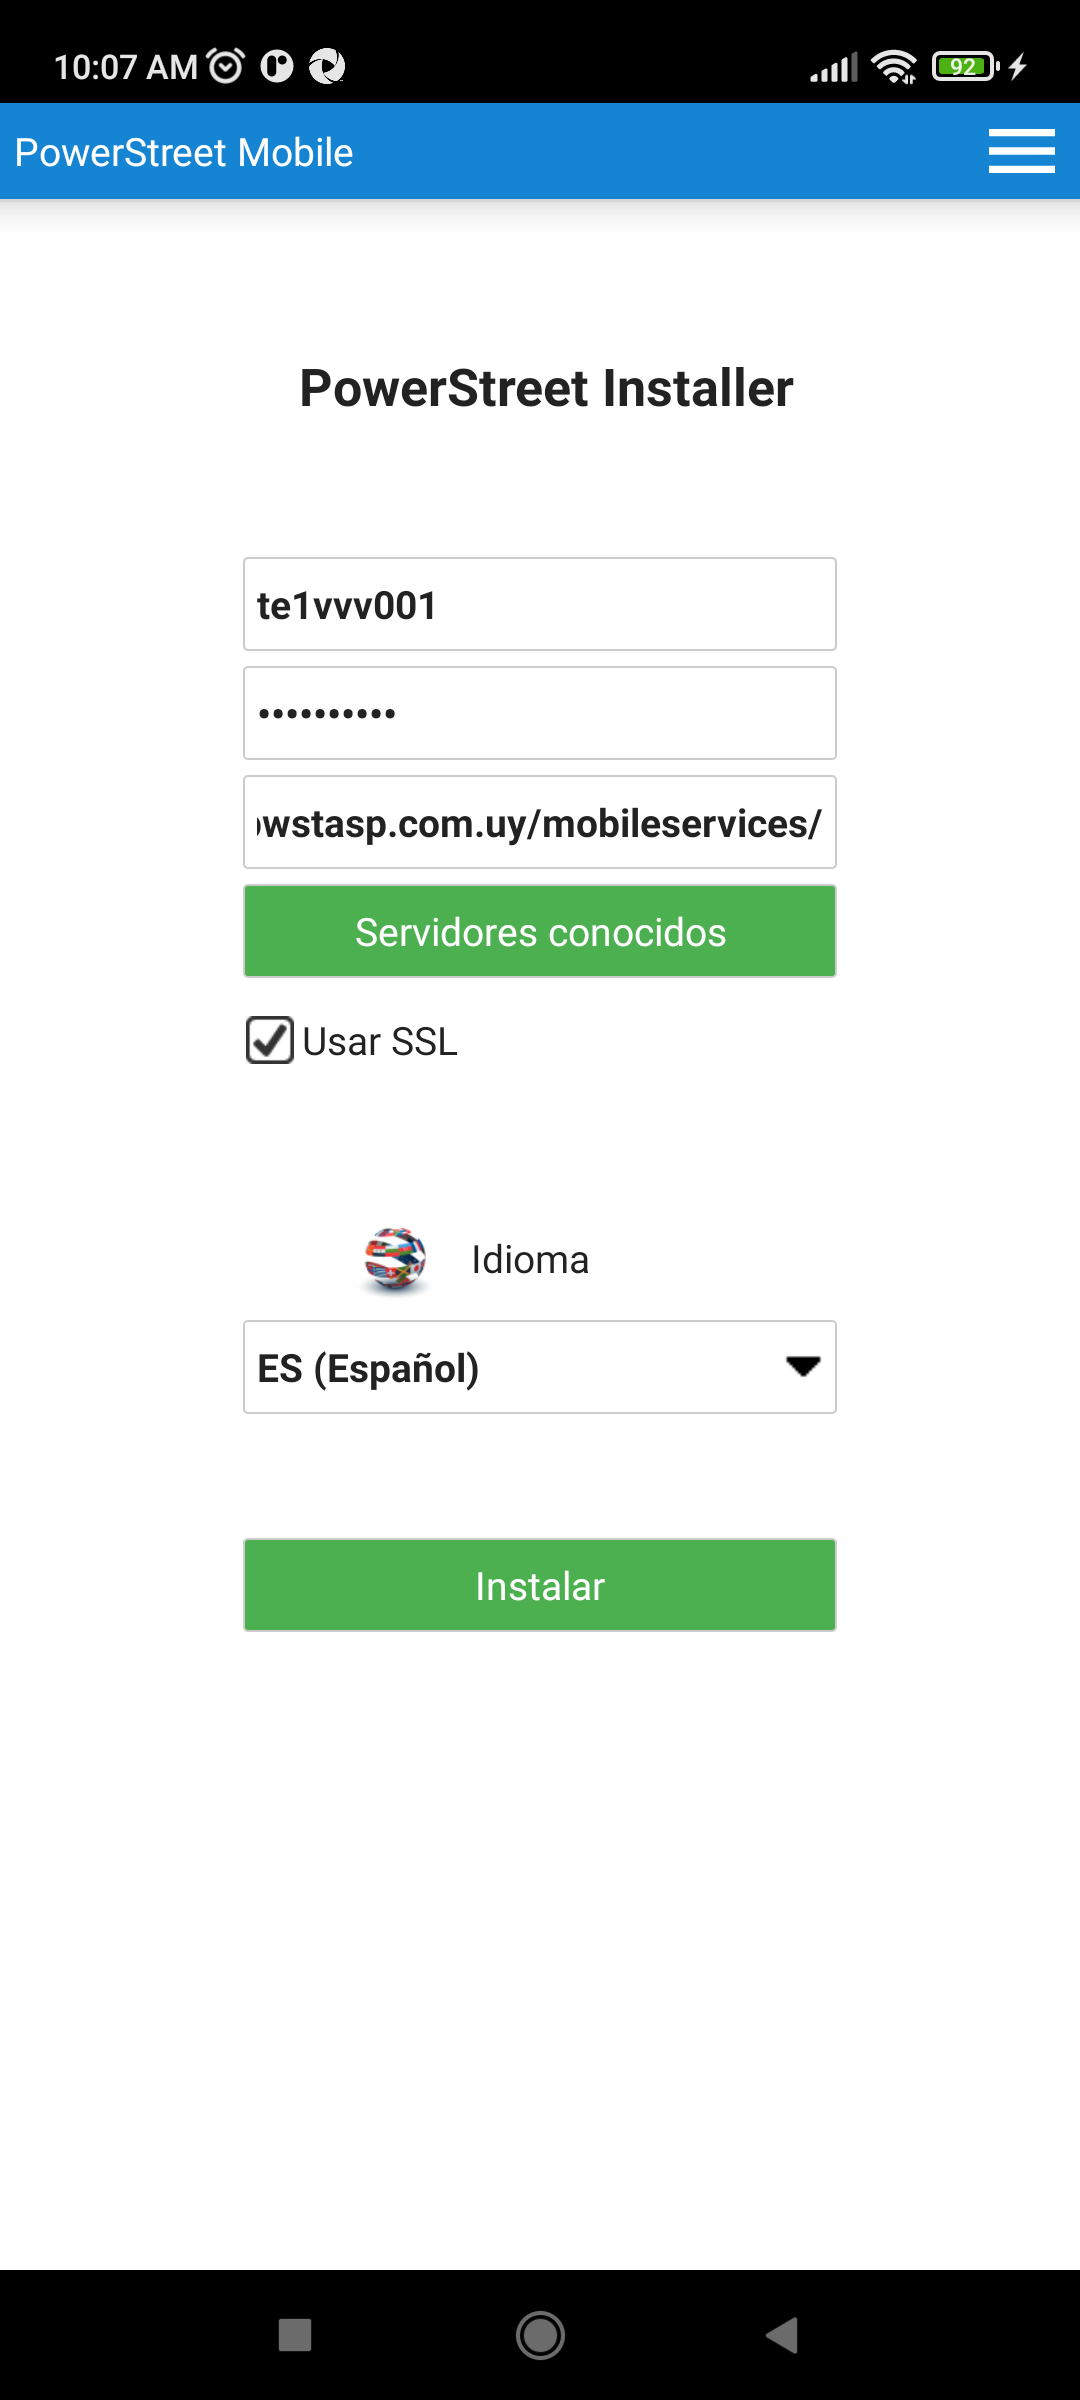 10:07 AM
92
PowerStreet Mobile
PowerStreet Installer
te1vvv001
••••••••••
wstasp.com.uy/mobileservices/
Servidores conocidos
Usar SSL
Idioma
ES (Español)
Instalar